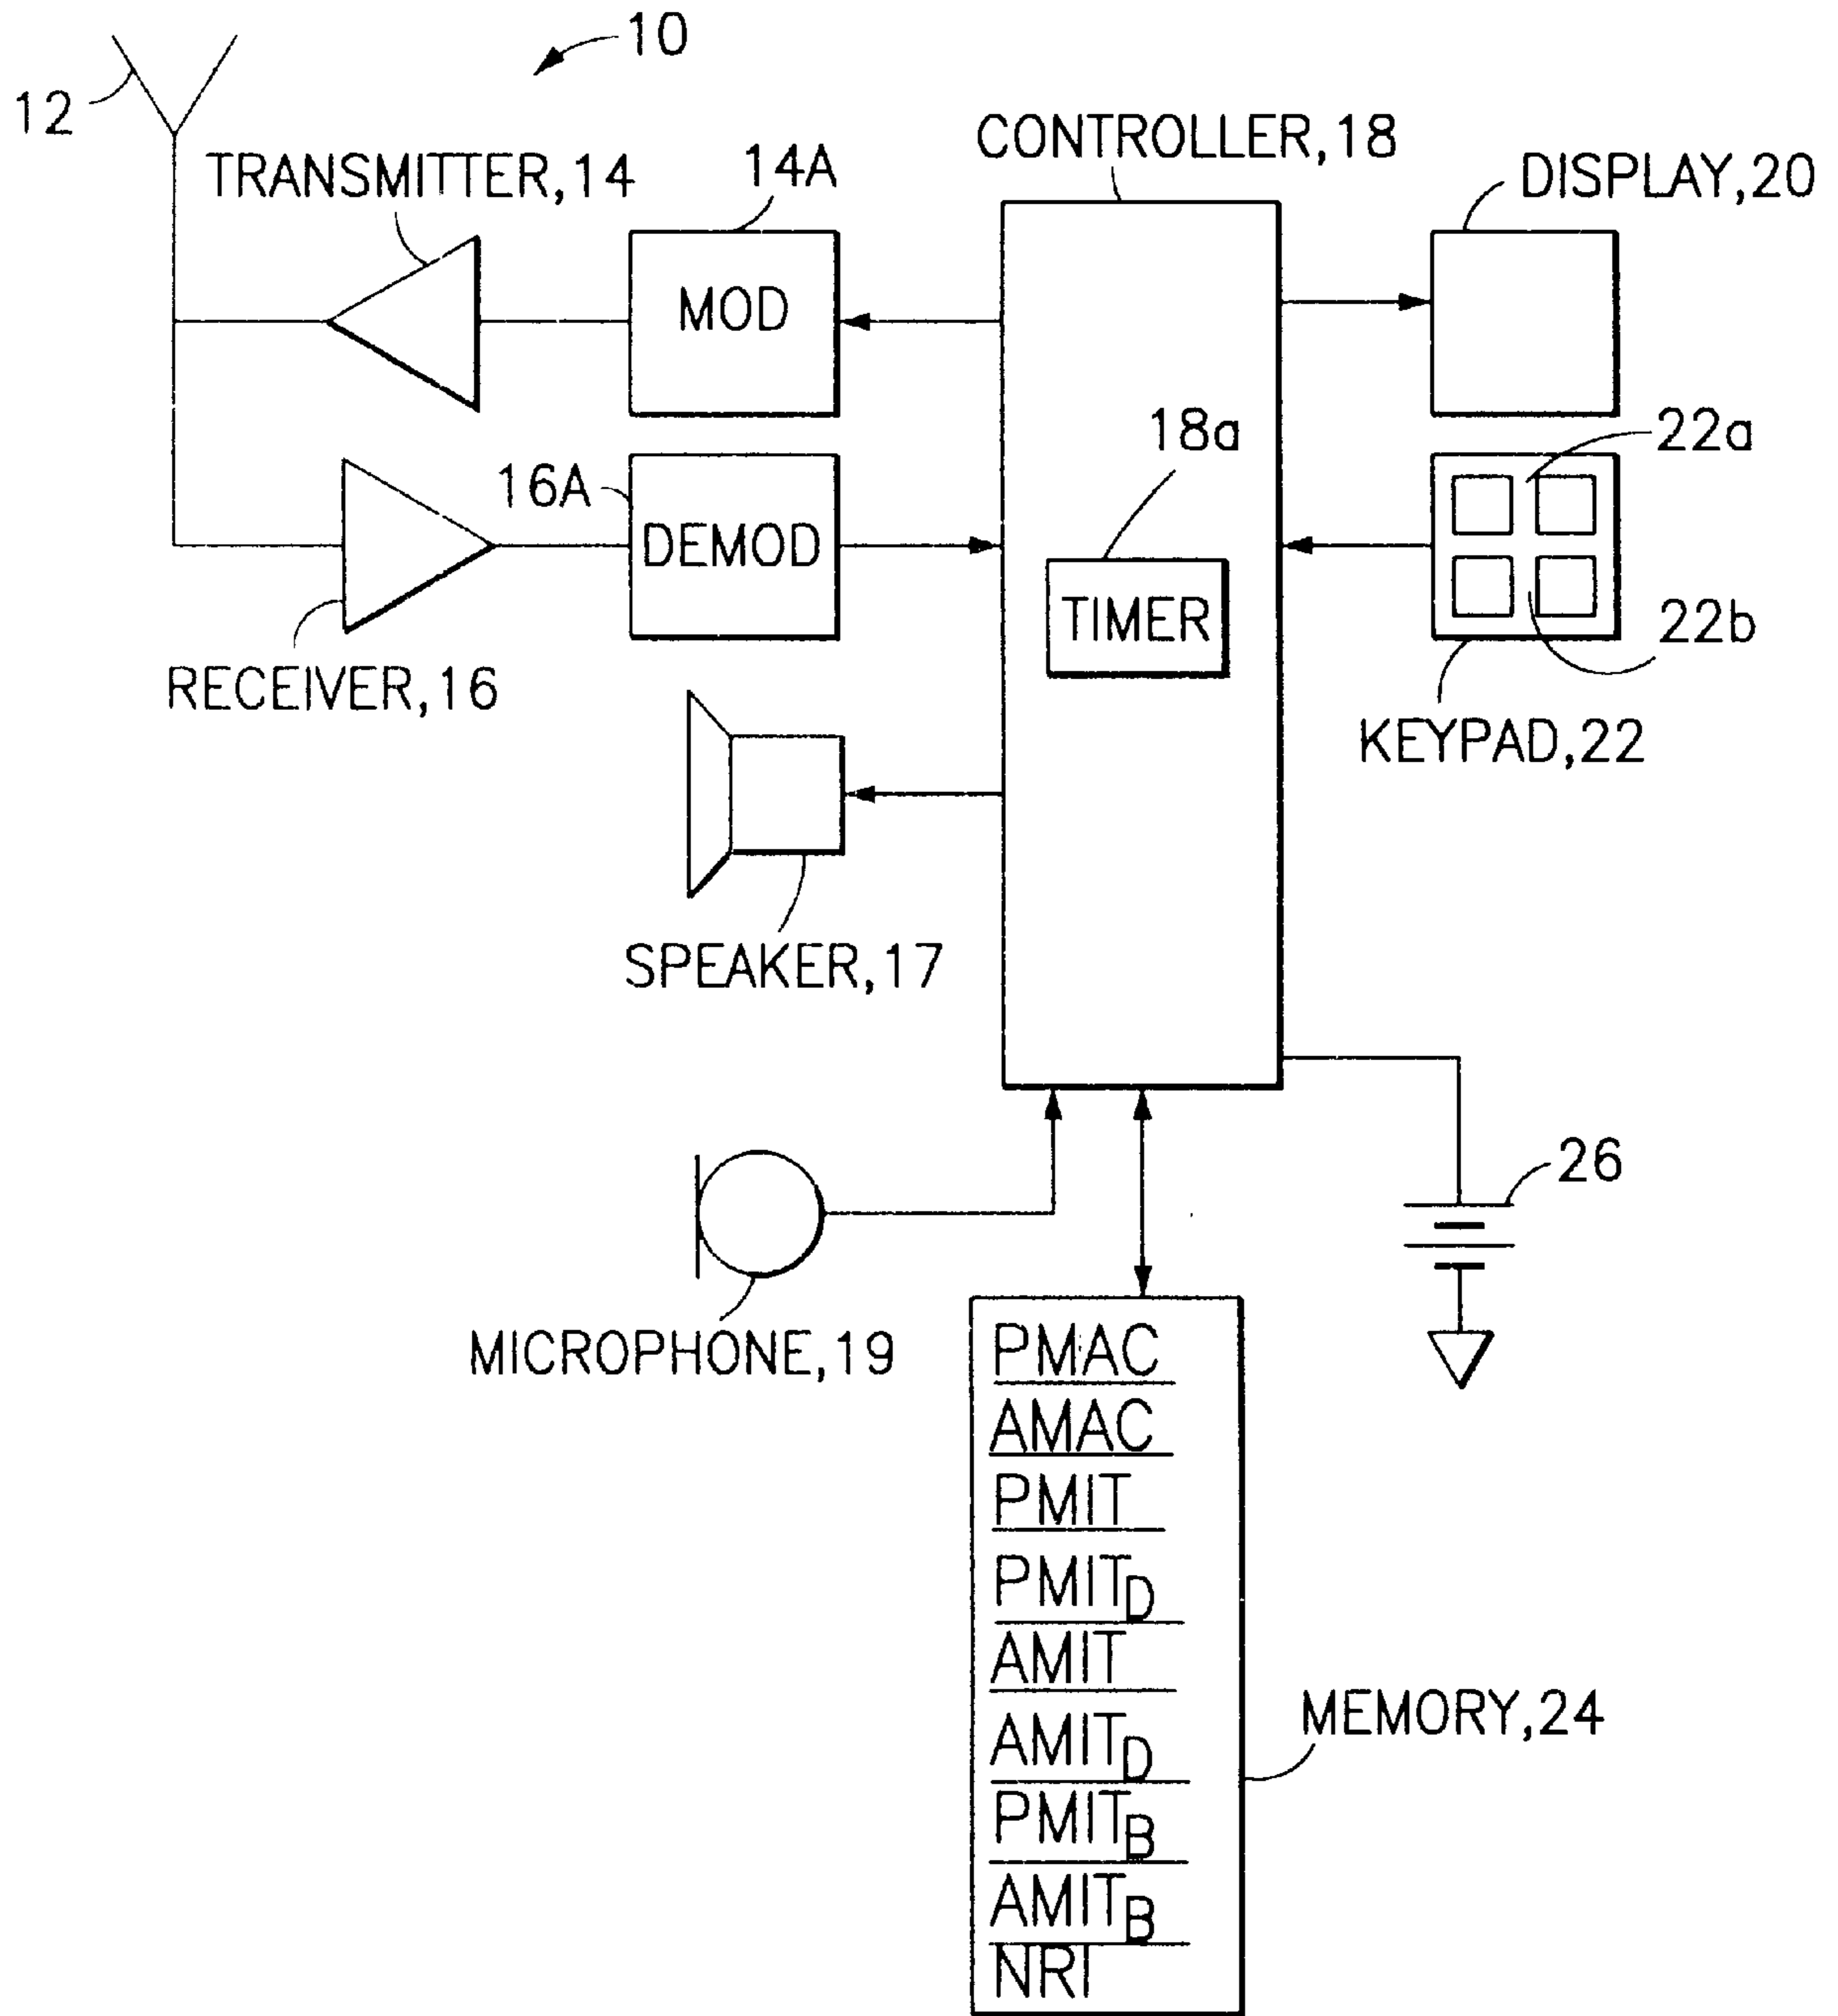 10
12
CONTROLLER,18
TRANSMITTER,14
14A
DISPLAY,20
MOD
18a
22a
16A
DEMOD
TIMER
22b
RECEIVER,16
KEYPAD,22
SPEAKER,17
26
MICROPHONE,19
PMAC
AMAC
PMIT
PMITD
AMIT
AMITD
MEMORY,24
PMITB
AMITB
NRI